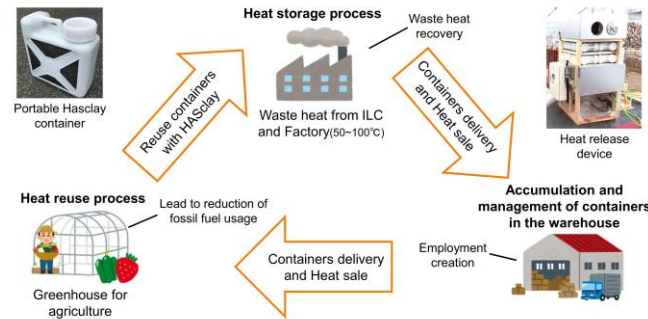 Heat storage process
Waste heat
recovery
Portable Hasclay
container
Waste heat from ILC
and Factory(50~100℃)
Heat release
device
Reuse containers
with HASclay
Containers delivery
and Heat sale
Heat reuse process
Lead to reduction of
fossil fuel usage
Greenhouse for
agriculture
Containers delivery
and Heat sale
Accumulation and
management of containers
in the warehouse
Employment
creation